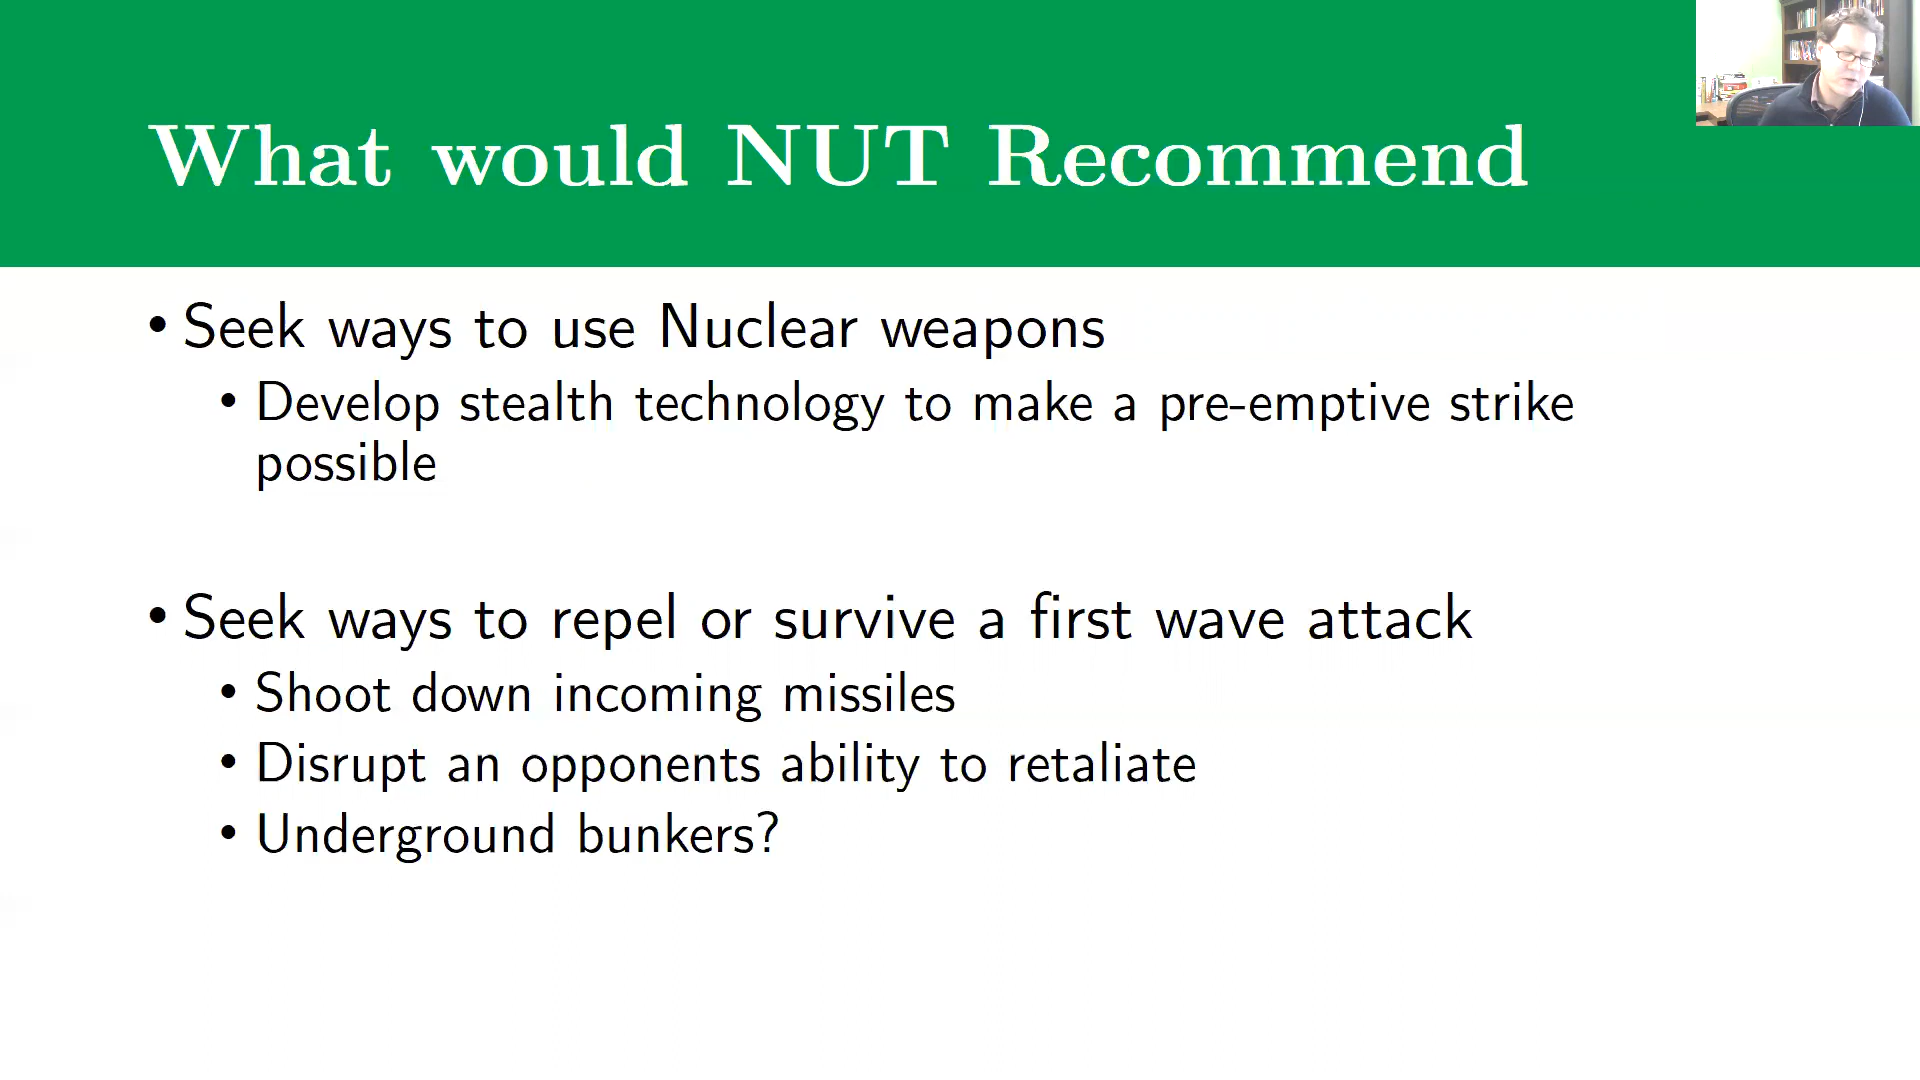 What would NUT Recommend
• Seek ways to use Nuclear weapons
• Develop stealth technology to make a pre-emptive strike
possible
• Seek ways to repel or survive a first wave attack
• Shoot down incoming missiles
• Disrupt an opponents ability to retaliate
• Underground bunkers?